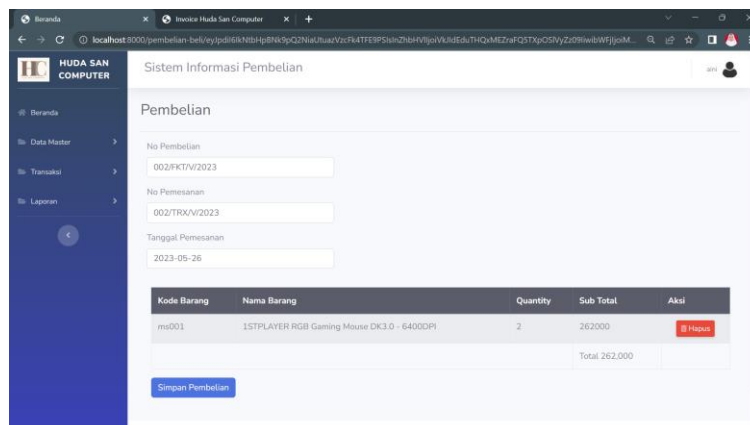 Beranda
Invoice Huda San Computer
localhost:8000/pembelian-beli/
HC
HUDA SAN
COMPUTER
Sistem Informasi Pembelian
Beranda
Data Master
Transaksi
Laporan
Pembelian
No Pembelian
002/FKT/V/2023
No Pemesanan
002/TRX/V/2023
Tanggal Pemesanan
2023-05-26
Kode Barang Nama Barang Quantity Sub Total Aksi
ms001 1STPLAYER RGB Gaming Mouse DK3.0 - 6400DPI 2 262000 Hapus
Total 262,000
Simpan Pembelian